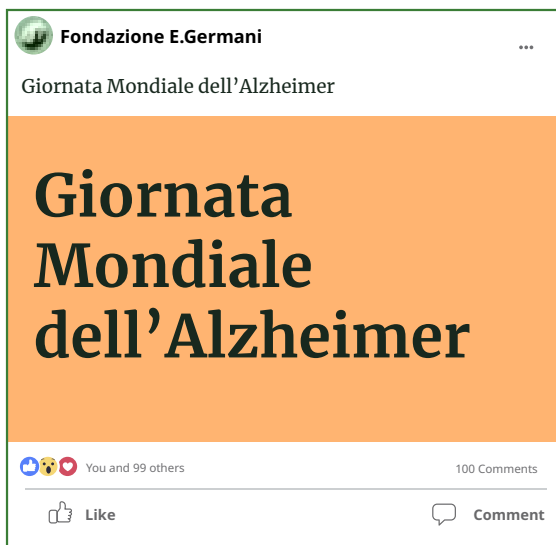 Fondazione E.Germani
Giornata Mondiale dell’Alzheimer
Giornata
Mondiale
dell’Alzheimer
You and 99 others
100 Comments
Like
Comment